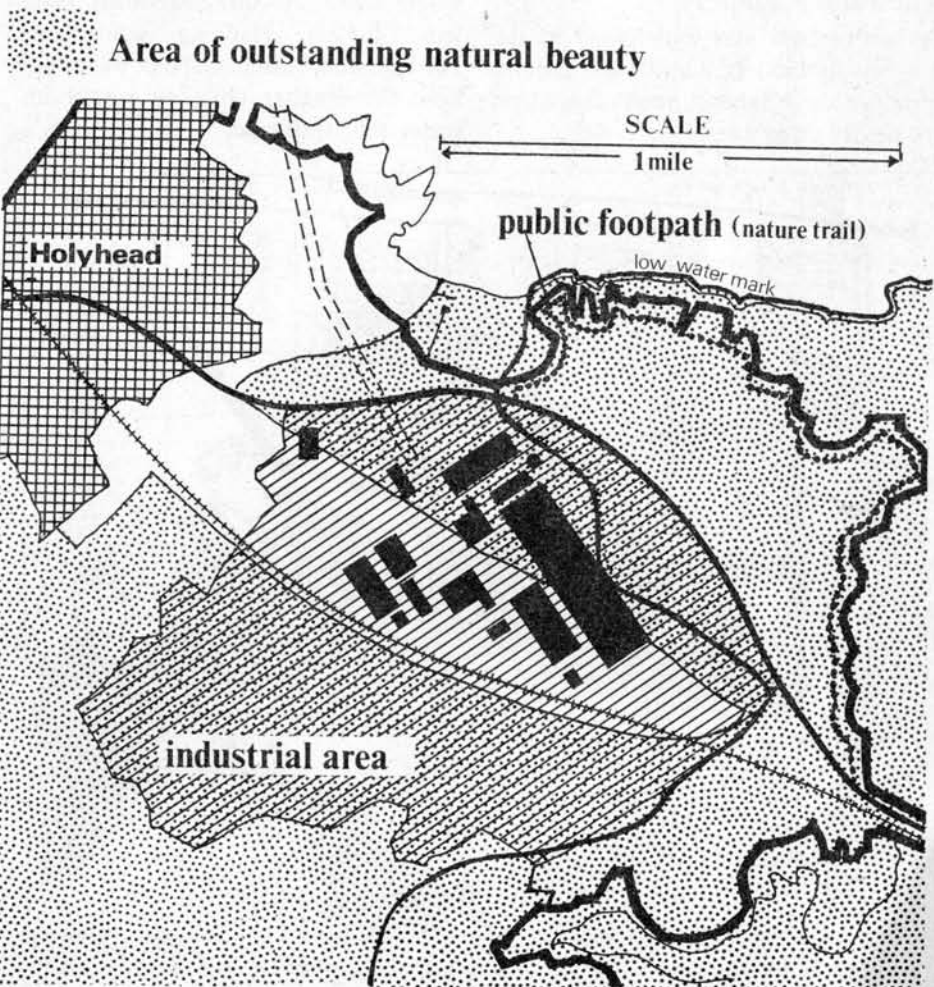 Area of outstanding natural beauty
SCALE
1 mile
public footpath (nature trail)
Holyhead
low water mark
industrial area